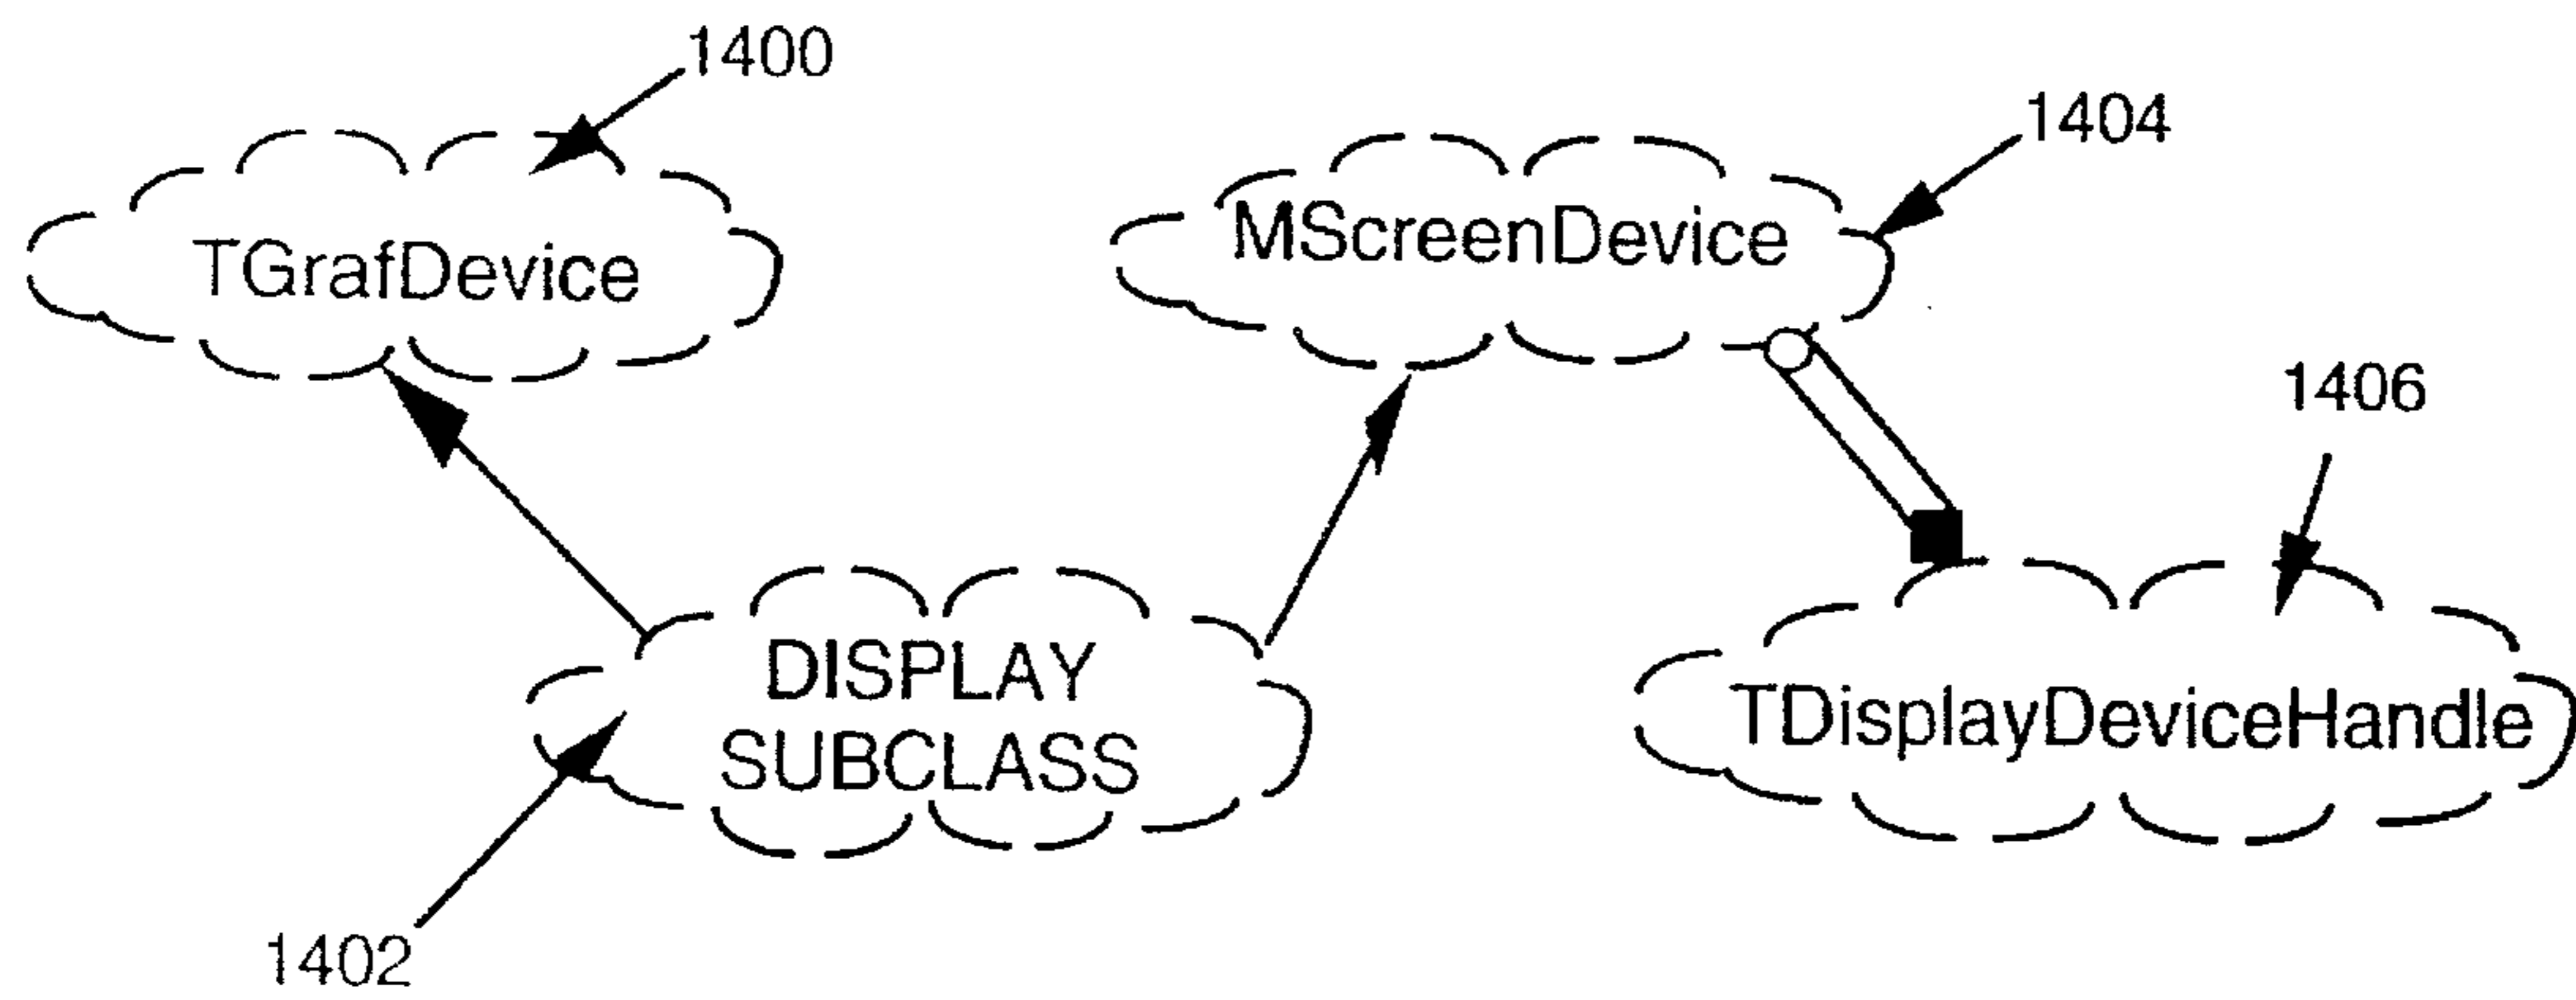 1400
1404
TGrafDevice
MScreenDevice
1406
DISPLAY
SUBCLASS
TDisplayDeviceHandle
1402